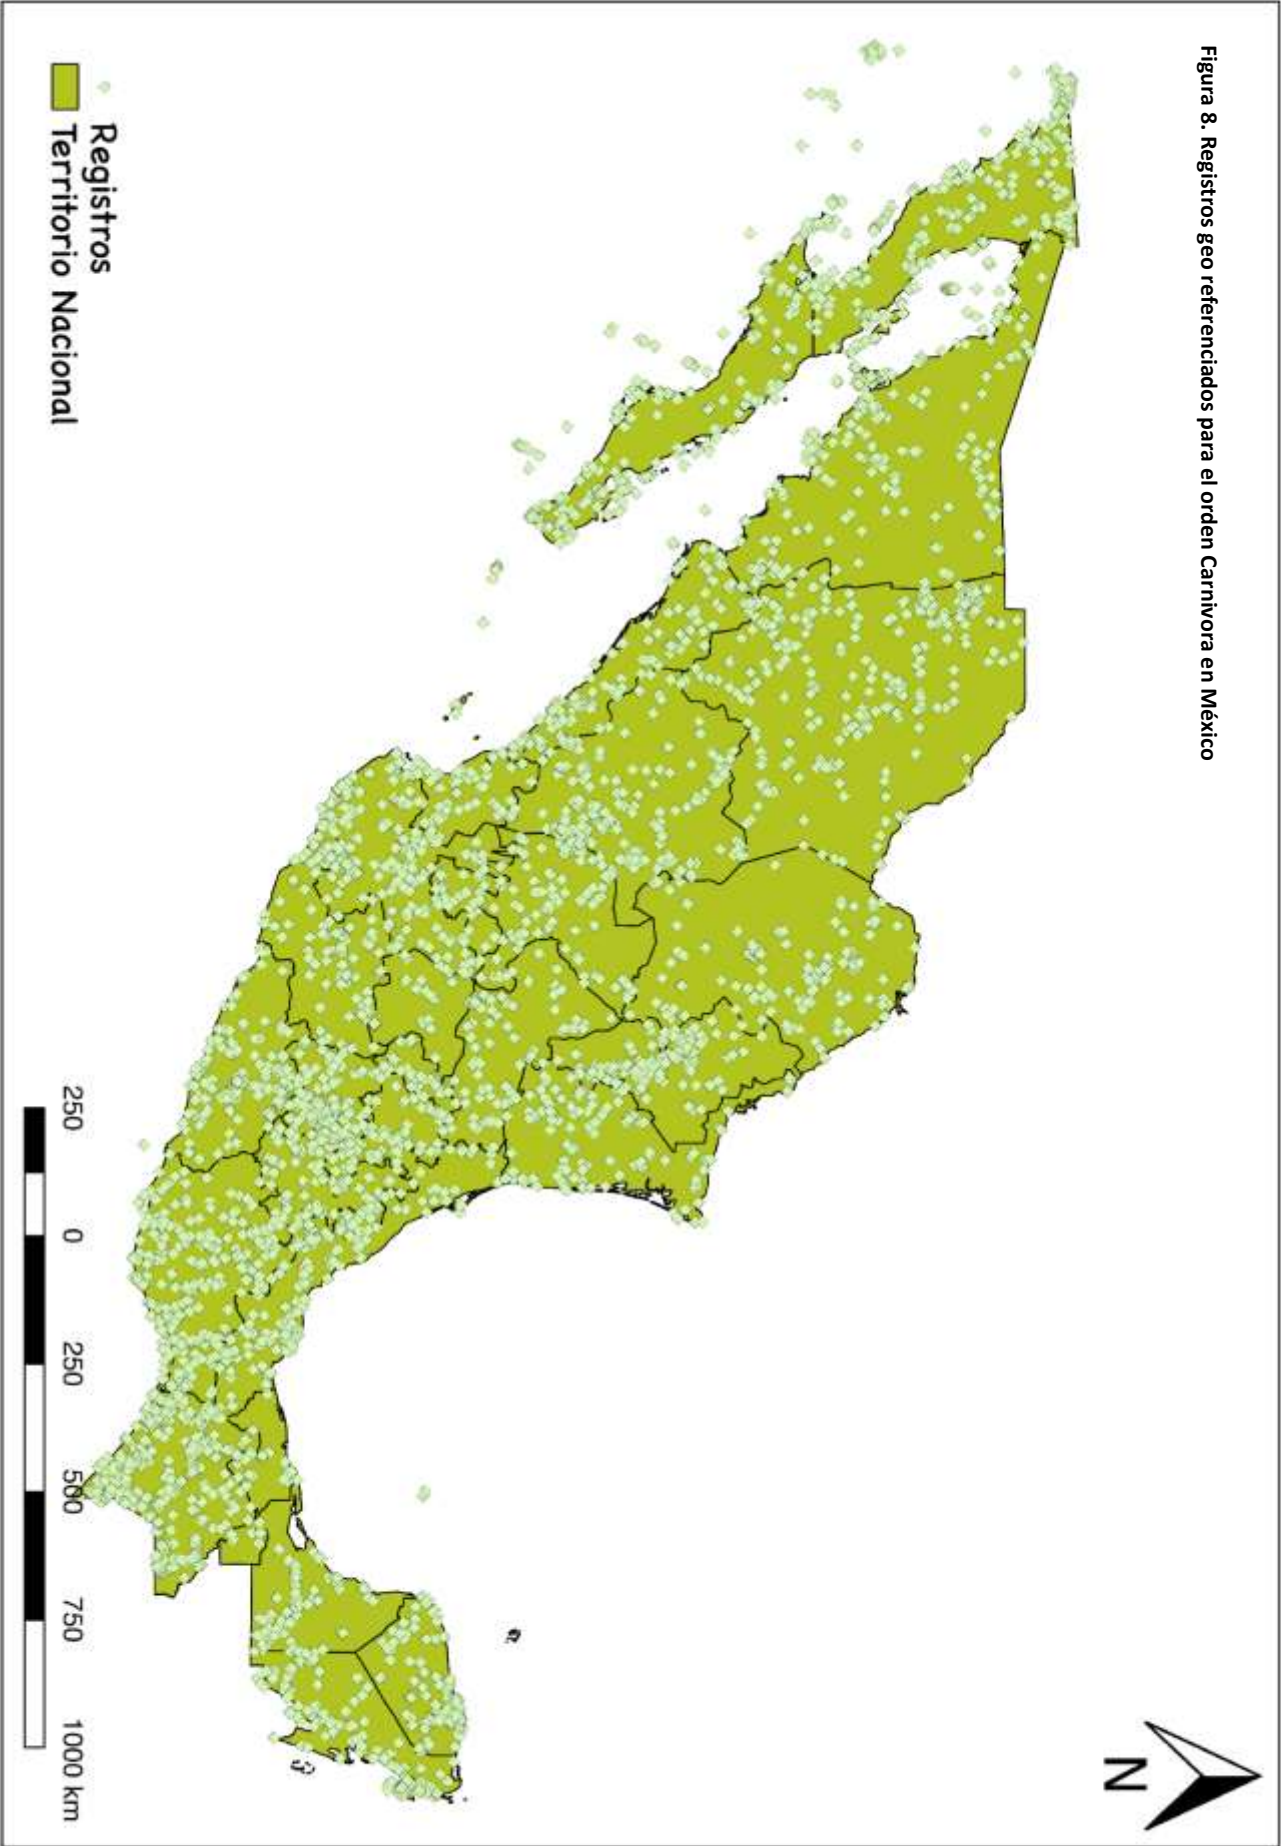 Figura 8. Registros geo referenciados para el orden Carnivora en México
N
Registros
Territorio Nacional
250 0 250 500 750 1000 km